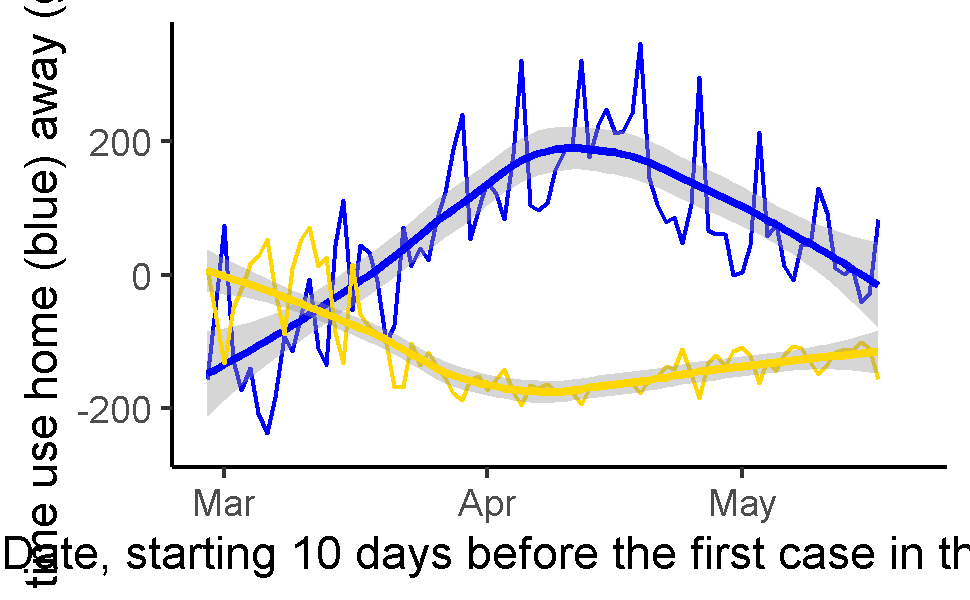 time use home (blue) away (
200
0
-200
Mar Apr May
Date, starting 10 days before the first case in th